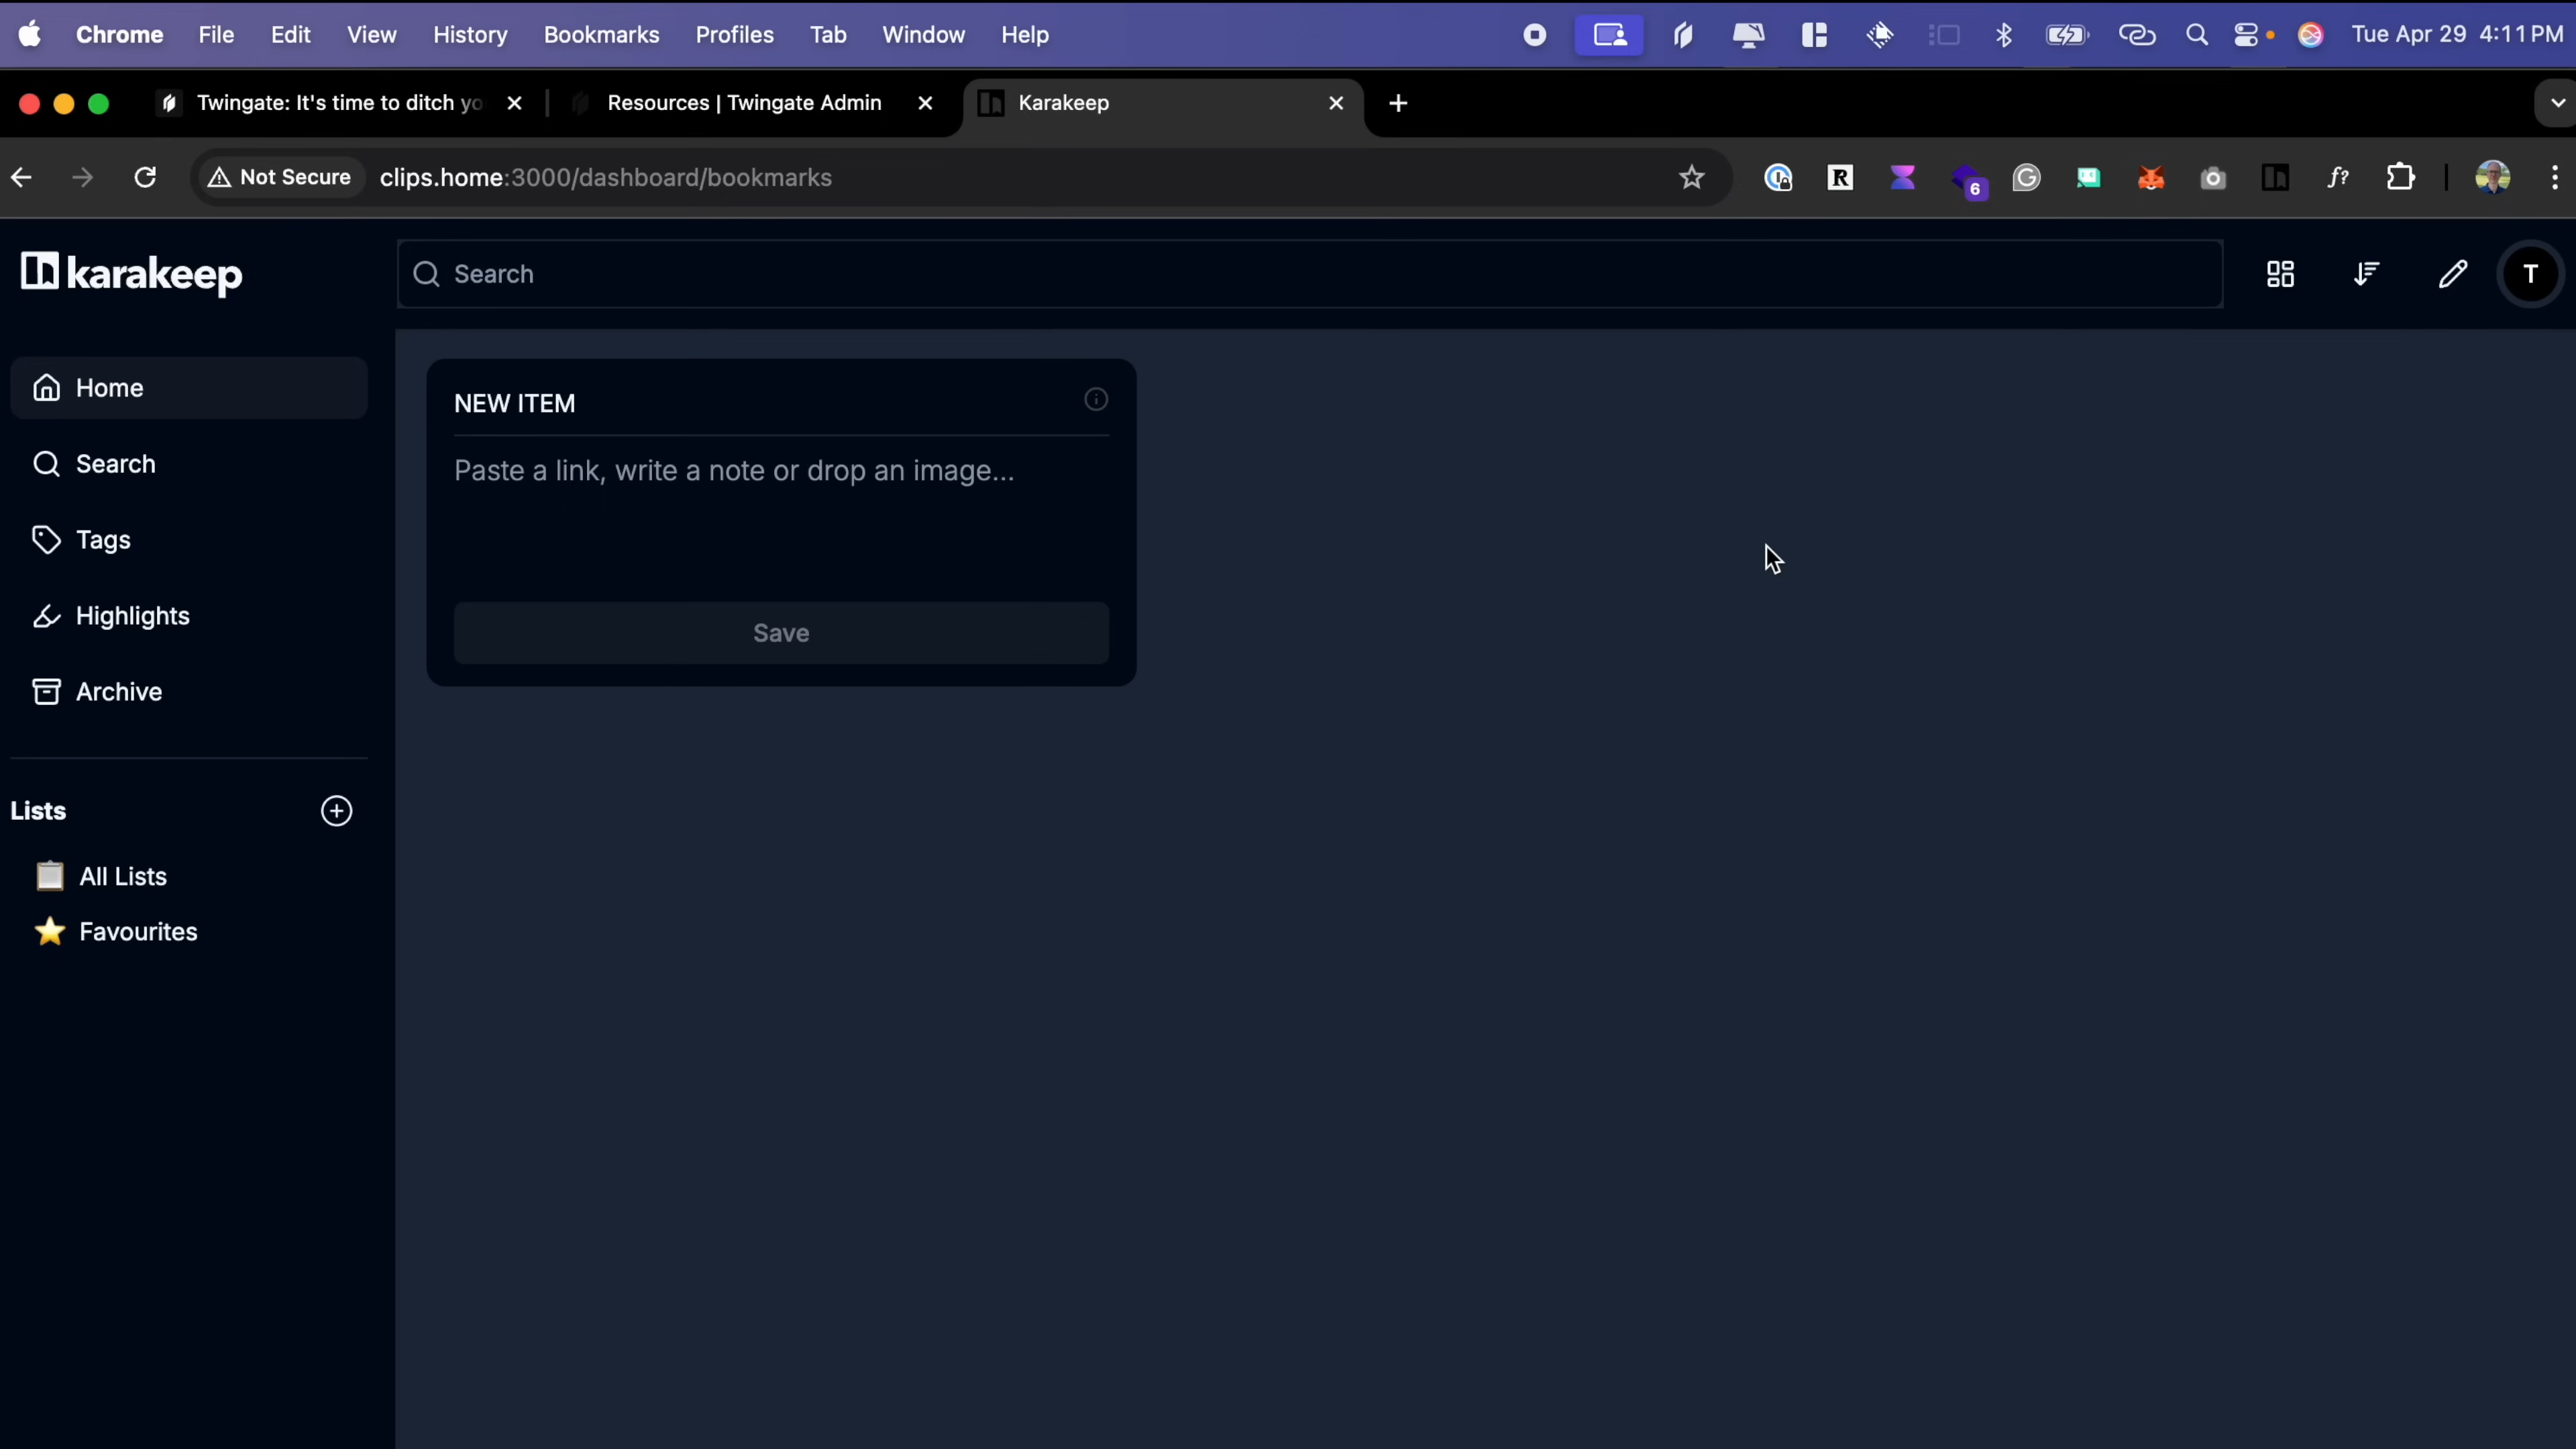 Chrome File Edit View History Bookmarks Profiles Tab Window Help Tue Apr 29 4:11 PM
Twingate: It's time to ditch yo Resources | Twingate Admin Karakeep
Not Secure clips.home:3000/dashboard/bookmarks R 6 G f?
karakeep Search T
Home
Search
Tags
Highlights
Archive
Lists
All Lists
Favourites
NEW ITEM
Paste a link, write a note or drop an image...
Save